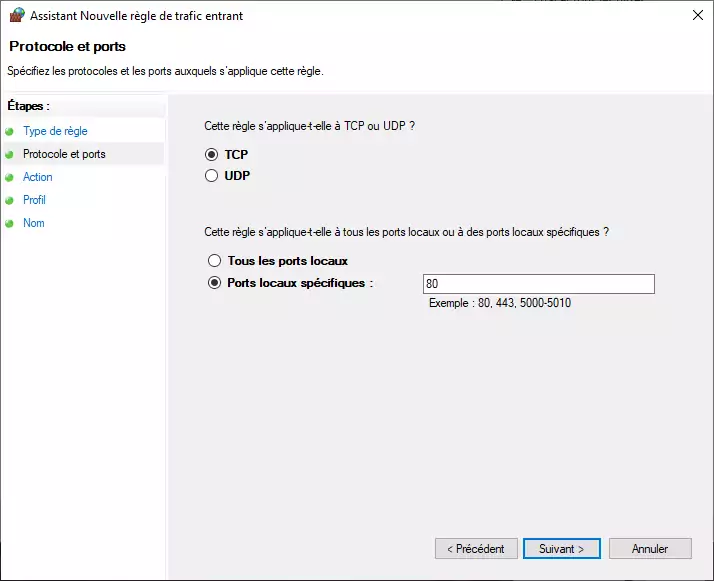 Assistant Nouvelle règle de trafic entrant
Protocole et ports
Spécifiez les protocoles et les ports auxquels s'applique cette règle.
Étapes :
Type de règle
Protocole et ports
Action
Profil
Nom
Cette règle s'applique-t-elle à TCP ou UDP ?
TCP
UDP
Cette règle s'applique-t-elle à tous les ports locaux ou à des ports locaux spécifiques ?
Tous les ports locaux
Ports locaux spécifiques : 80
Exemple : 80, 443, 5000-5010
< Précédent Suivant > Annuler